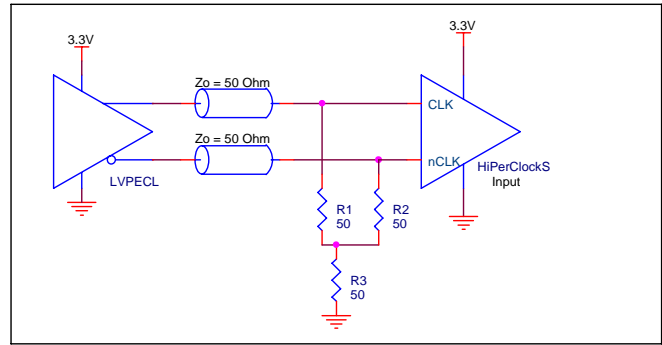 3.3V
3.3V
Zo = 50 Ohm
CLK
Zo = 50 Ohm
nCLK
HiPerClockS
Input
LVPECL
R1
50
R2
50
R3
50